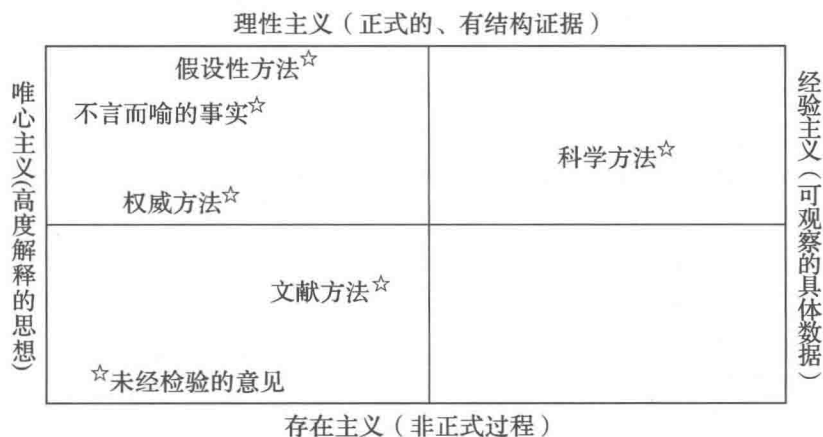 理性主义（正式的、有结构证据）
假设性方法☆
不言而喻的事实☆
科学方法☆
权威方法☆
唯心主义(高度解释的思想)
经验主义（可观察的具体数据）
文献方法☆
☆未经检验的意见
存在主义（非正式过程）